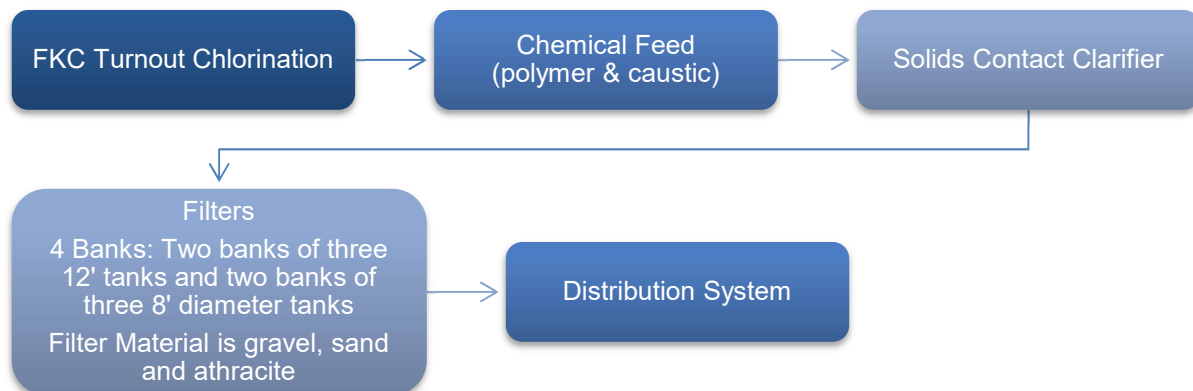 FKC Turnout Chlorination
Chemical Feed
(polymer & caustic)
Solids Contact Clarifier
Filters
4 Banks: Two banks of three
12' tanks and two banks of
three 8' diameter tanks
Filter Material is gravel, sand
and athracite
Distribution System